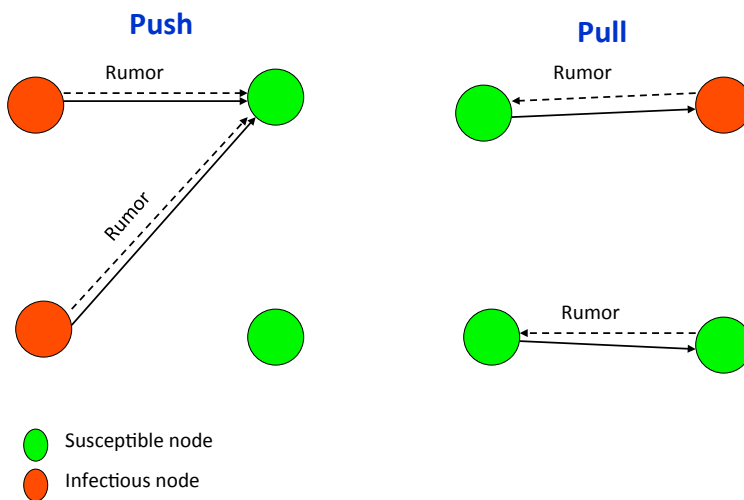 Push
Pull
Rumor
Rumor
Rumor
Rumor
Susceptible node
Infectious node